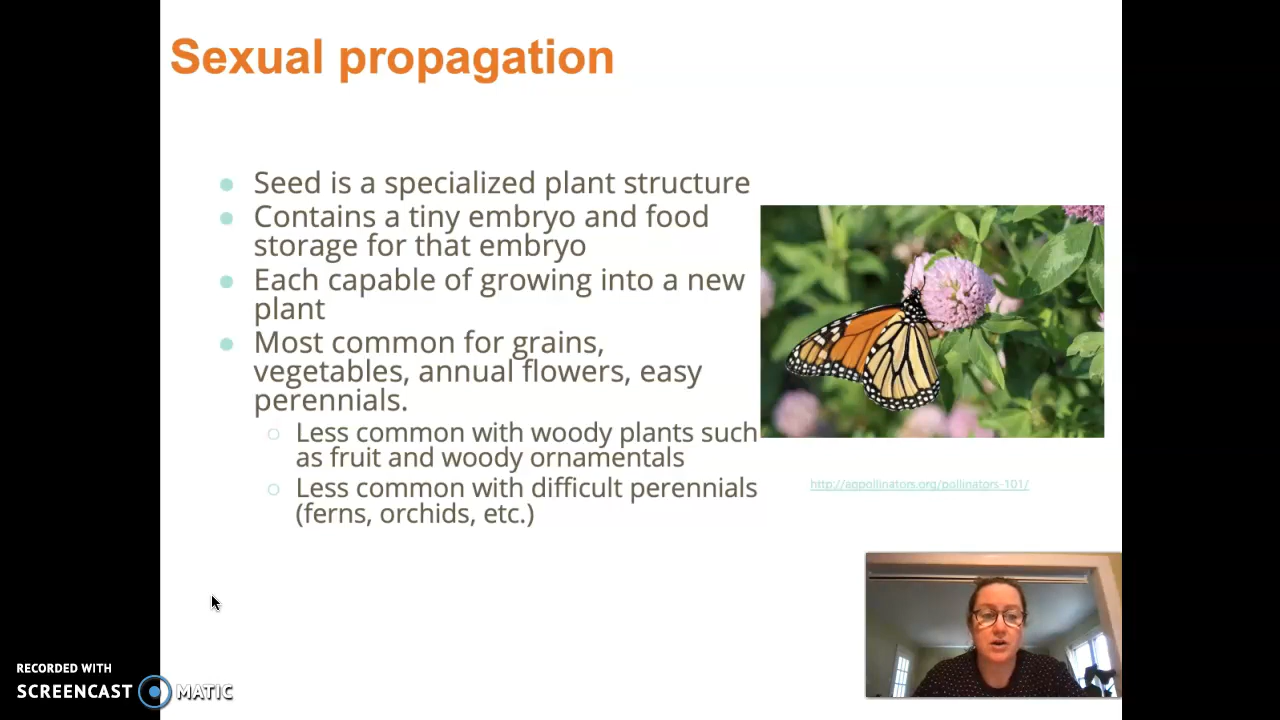 Sexual propagation
Seed is a specialized plant structure
Contains a tiny embryo and food
storage for that embryo
Each capable of growing into a new
plant
Most common for grains,
vegetables, annual flowers, easy
perennials.
Less common with woody plants such
as fruit and woody ornamentals
Less common with difficult perennials
(ferns, orchids, etc.)
http://agpollinators.org/pollinators-101/
RECORDED WITH
SCREENCAST MATIC